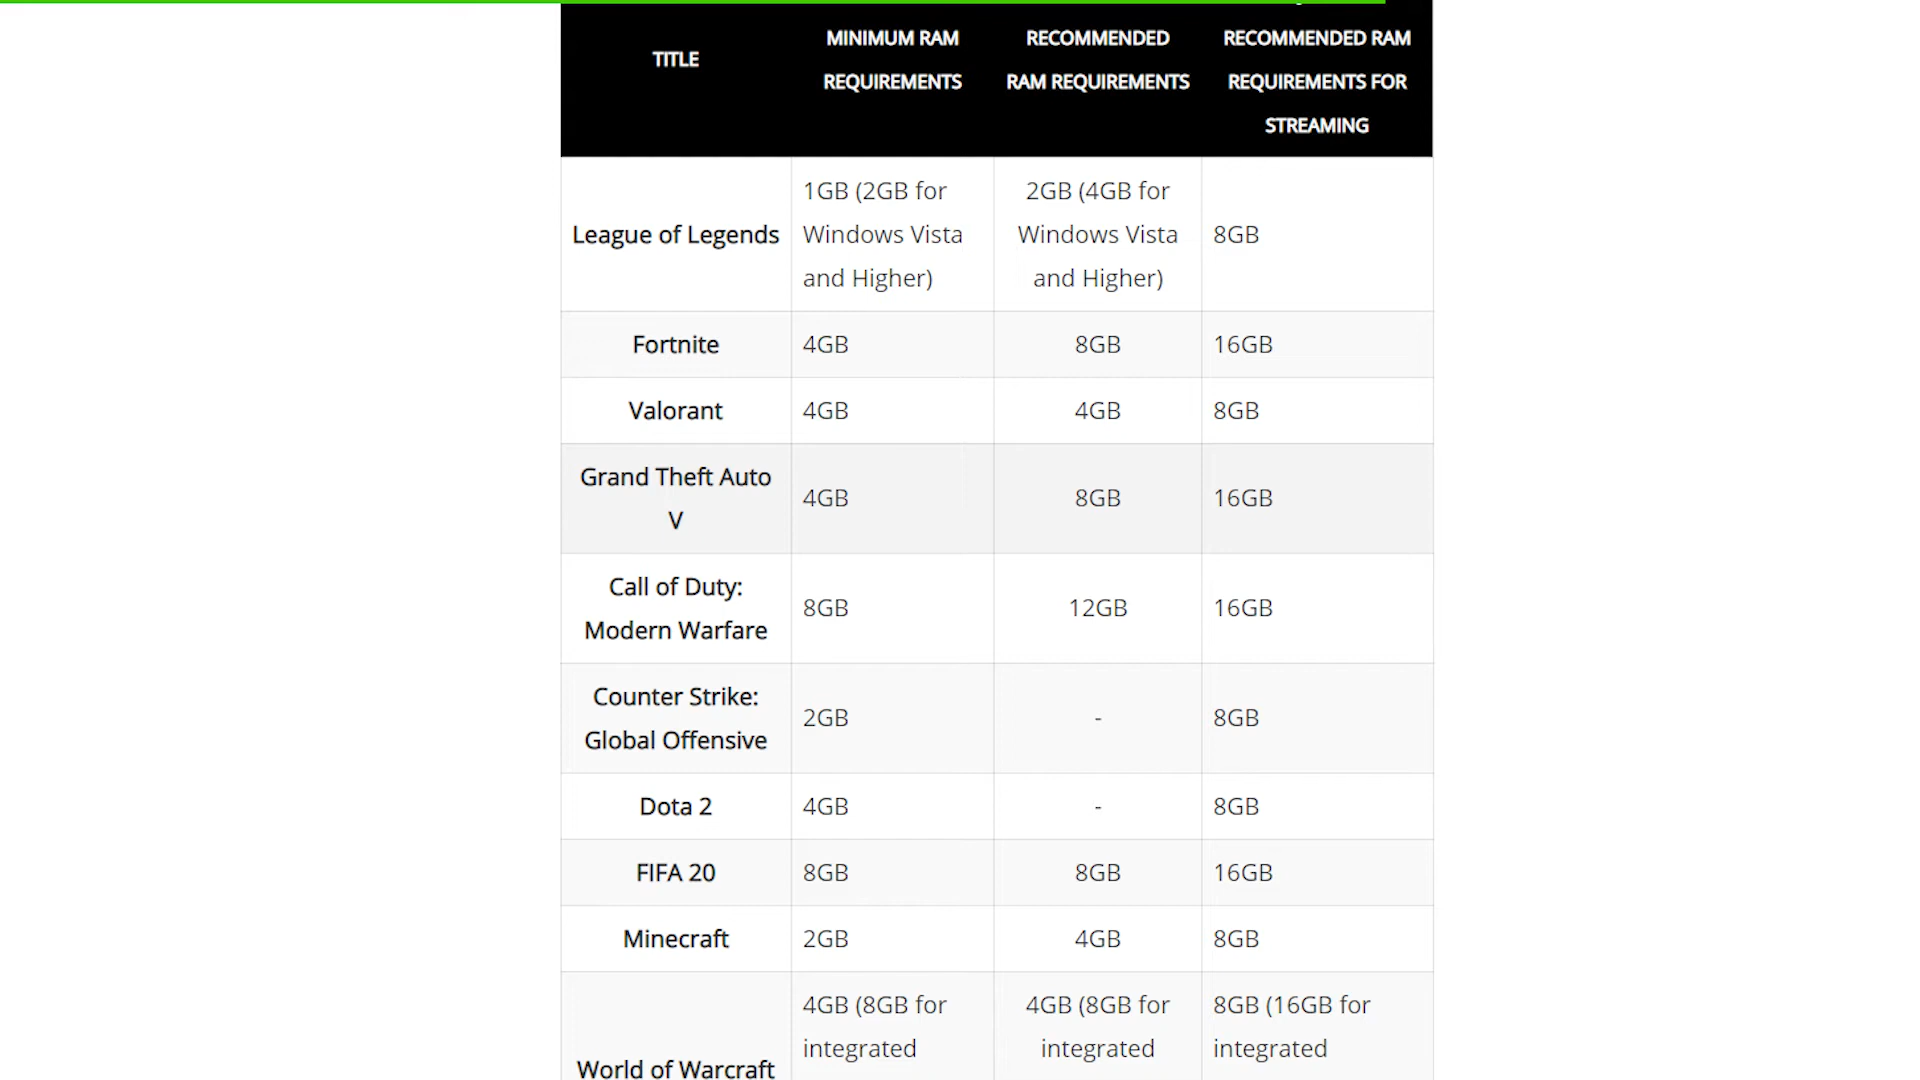 TITLE
MINIMUM RAM
REQUIREMENTS
RECOMMENDED
RAM REQUIREMENTS
RECOMMENDED RAM
REQUIREMENTS FOR
STREAMING
League of Legends
1GB (2GB for
Windows Vista
and Higher)
2GB (4GB for
Windows Vista
and Higher)
8GB
Fortnite
4GB
8GB
16GB
Valorant
4GB
4GB
8GB
Grand Theft Auto
V
4GB
8GB
16GB
Call of Duty:
Modern Warfare
8GB
12GB
16GB
Counter Strike:
Global Offensive
2GB
-
8GB
Dota 2
4GB
-
8GB
FIFA 20
8GB
8GB
16GB
Minecraft
2GB
4GB
8GB
World of Warcraft
4GB (8GB for
integrated
4GB (8GB for
integrated
8GB (16GB for
integrated